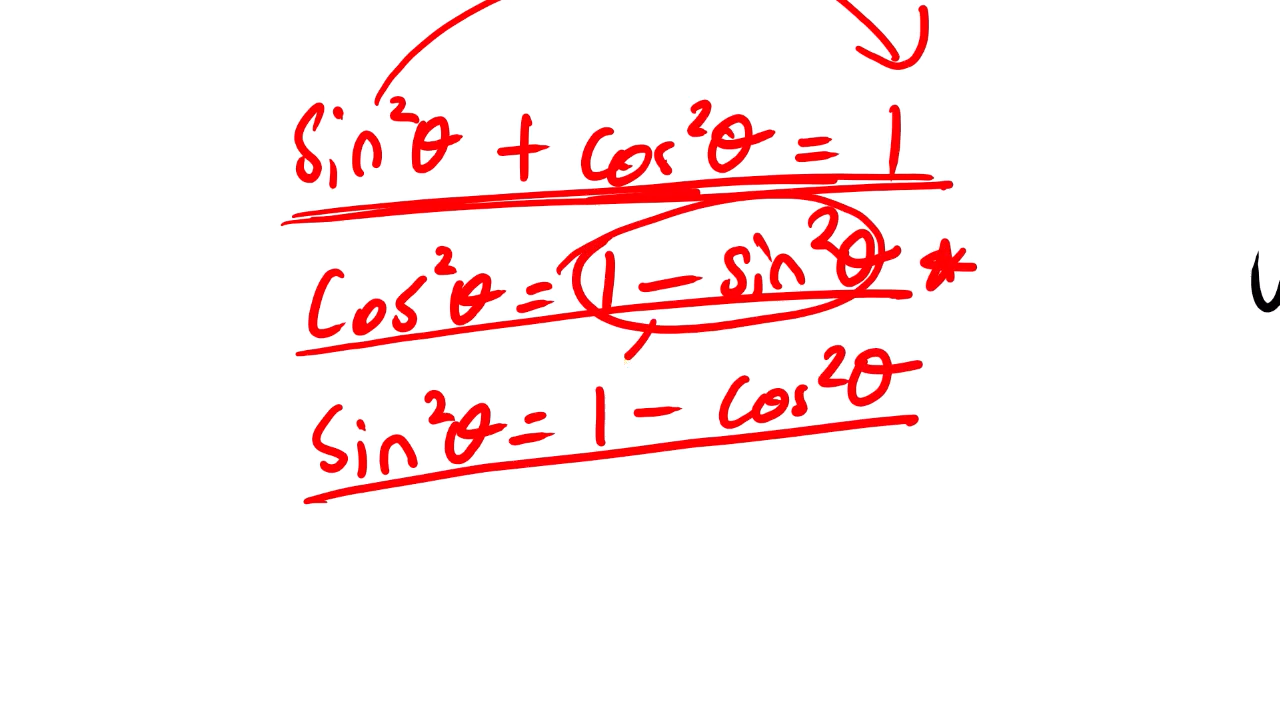 sin²θ + cos²θ = 1
Cos²θ = 1 - sin²θ *
Sin²θ = 1 - cos²θ